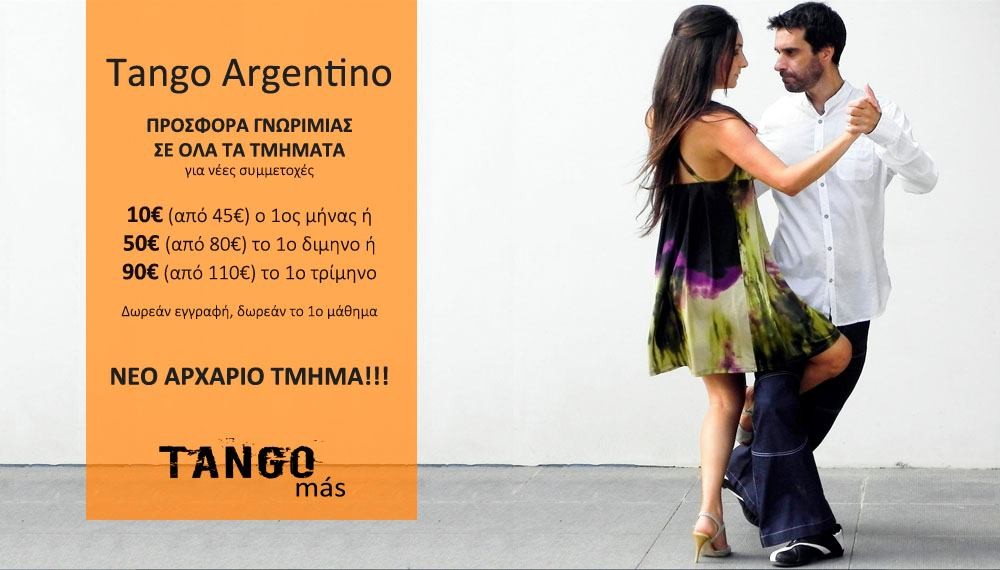 Tango Argentino
ΠΡΟΣΦΟΡΑ ΓΝΩΡΙΜΙΑΣ
ΣΕ ΟΛΑ ΤΑ ΤΜΗΜΑΤΑ
για νέες συμμετοχές
10€ (από 45€) ο 1ος μήνας ή
50€ (από 80€) το 1ο διμηνο ή
90€ (από 110€) το 1ο τρίμηνο
Δωρεάν εγγραφή, δωρεάν το 1ο μάθημα
ΝΕΟ ΑΡΧΑΡΙΟ ΤΜΗΜΑ!!!
TANGO
más